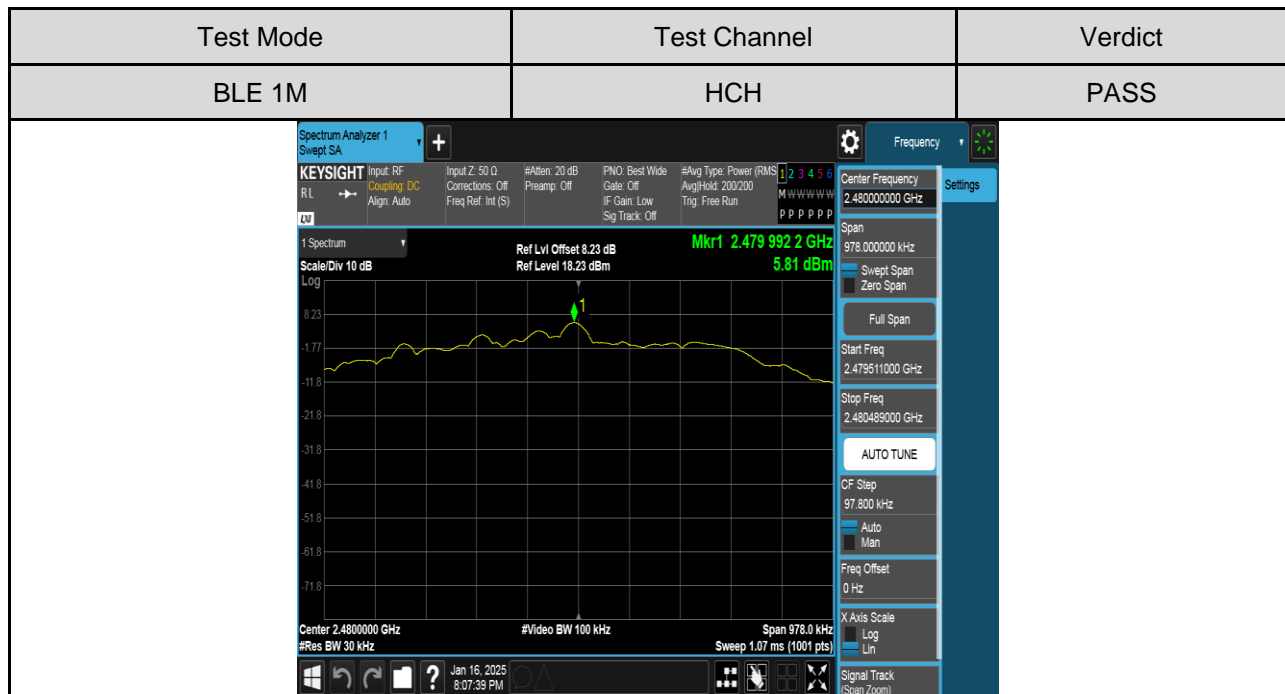 Test Mode Test Channel Verdict
BLE 1M HCH PASS
Spectrum Analyzer 1
Swept SA
+
Frequency
Settings
KEYSIGHT
RL
LXI
Input: RF
Coupling: DC
Align: Auto
Input Z: 50 Ω
Corrections: Off
Freq Ref: Int (S)
#Atten: 20 dB
Preamp: Off
PNO: Best Wide
Gate: Off
IF Gain: Low
Sig Track: Off
#Avg Type: Power (RMS
Avg|Hold: 200/200
Trig: Free Run
1 2 3 4 5 6
M W W W W W
P P P P P P
1 Spectrum
Scale/Div 10 dB
Log
Ref Lvl Offset 8.23 dB
Ref Level 18.23 dBm
Mkr1 2.479 992 2 GHz
5.81 dBm
1
8.23
-1.77
-11.8
-21.8
-31.8
-41.8
-51.8
-61.8
-71.8
Center 2.4800000 GHz
#Res BW 30 kHz
#Video BW 100 kHz
Span 978.0 kHz
Sweep 1.07 ms (1001 pts)
?
Jan 16, 2025
8:07:39 PM
Center Frequency
2.480000000 GHz
Span
978.000000 kHz
Swept Span
Zero Span
Full Span
Start Freq
2.479511000 GHz
Stop Freq
2.480489000 GHz
AUTO TUNE
CF Step
97.800 kHz
Auto
Man
Freq Offset
0 Hz
X Axis Scale
Log
Lin
Signal Track
(Span Zoom)